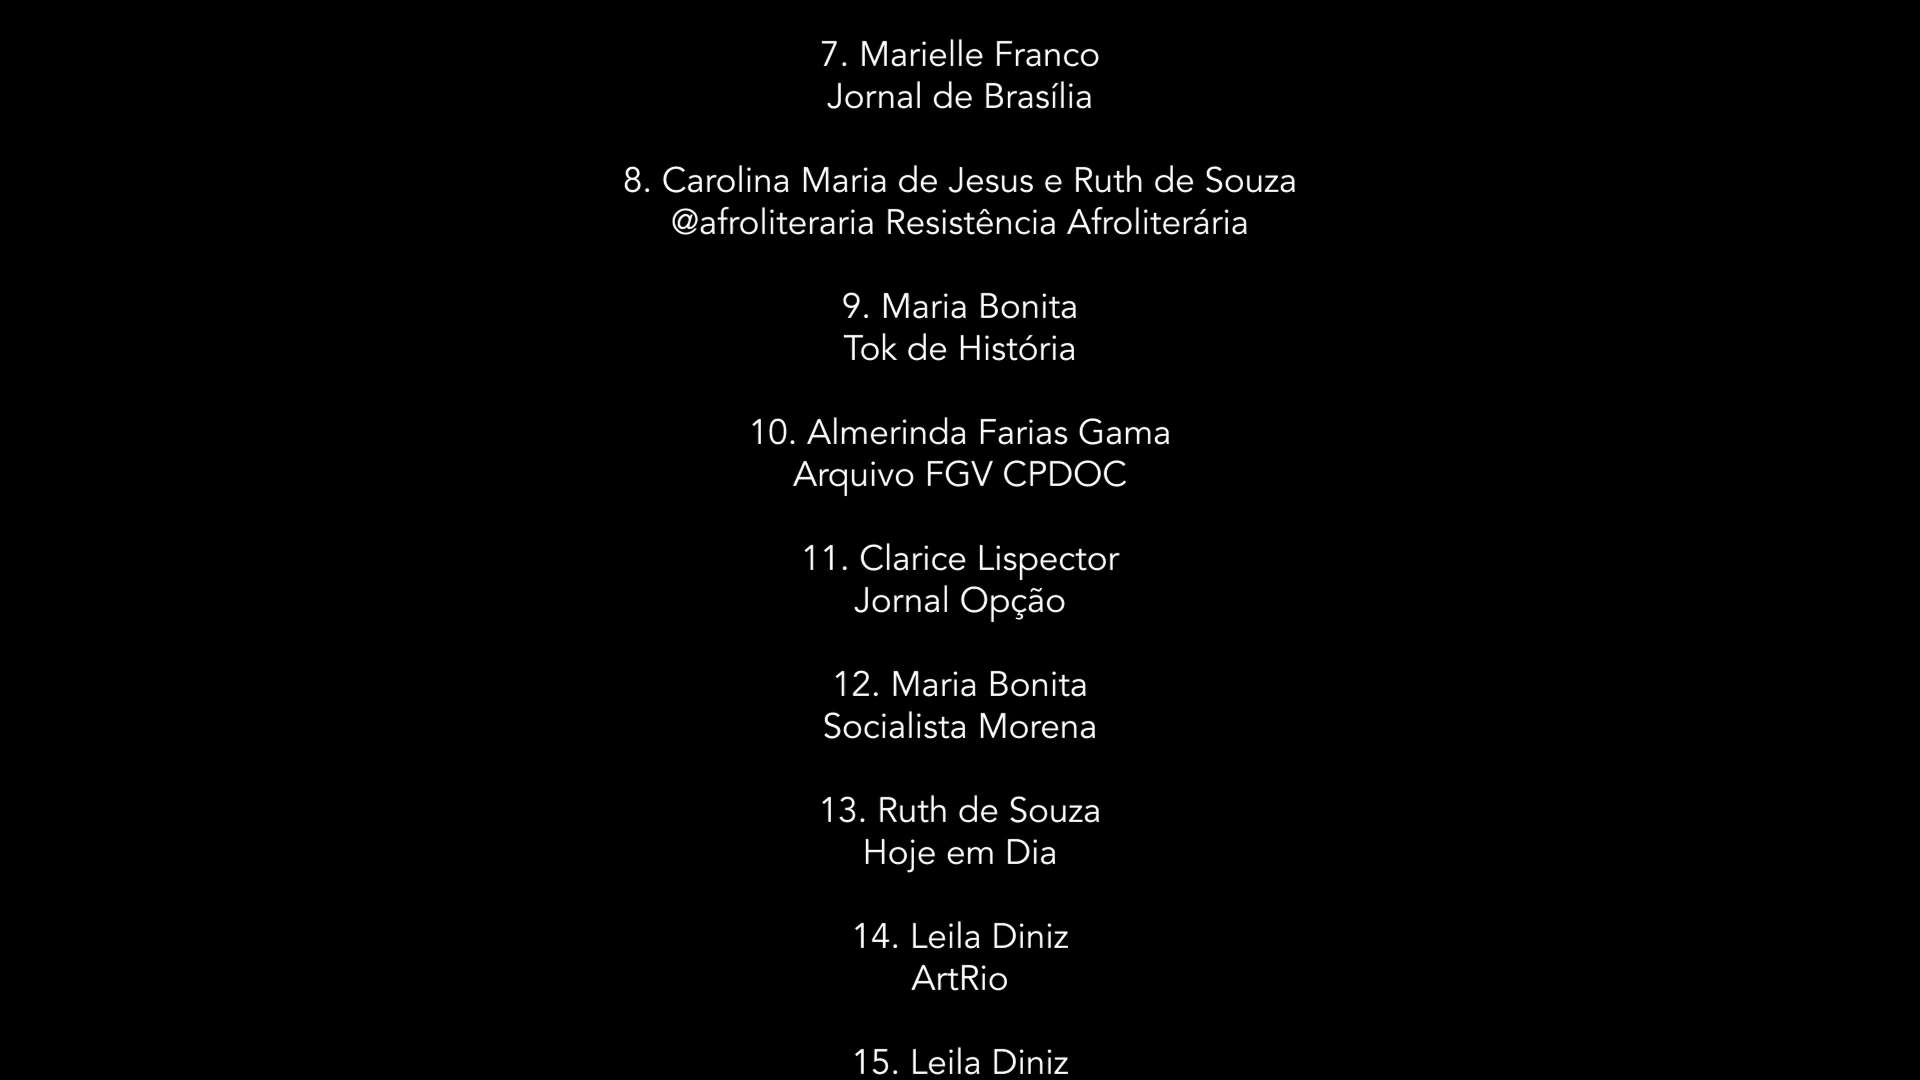 7. Marielle Franco
Jornal de Brasília
8. Carolina Maria de Jesus e Ruth de Souza
@afroliteraria Resistência Afroliterária
9. Maria Bonita
Tok de História
10. Almerinda Farias Gama
Arquivo FGV CPDOC
11. Clarice Lispector
Jornal Opção
12. Maria Bonita
Socialista Morena
13. Ruth de Souza
Hoje em Dia
14. Leila Diniz
ArtRio
15. Leila Diniz